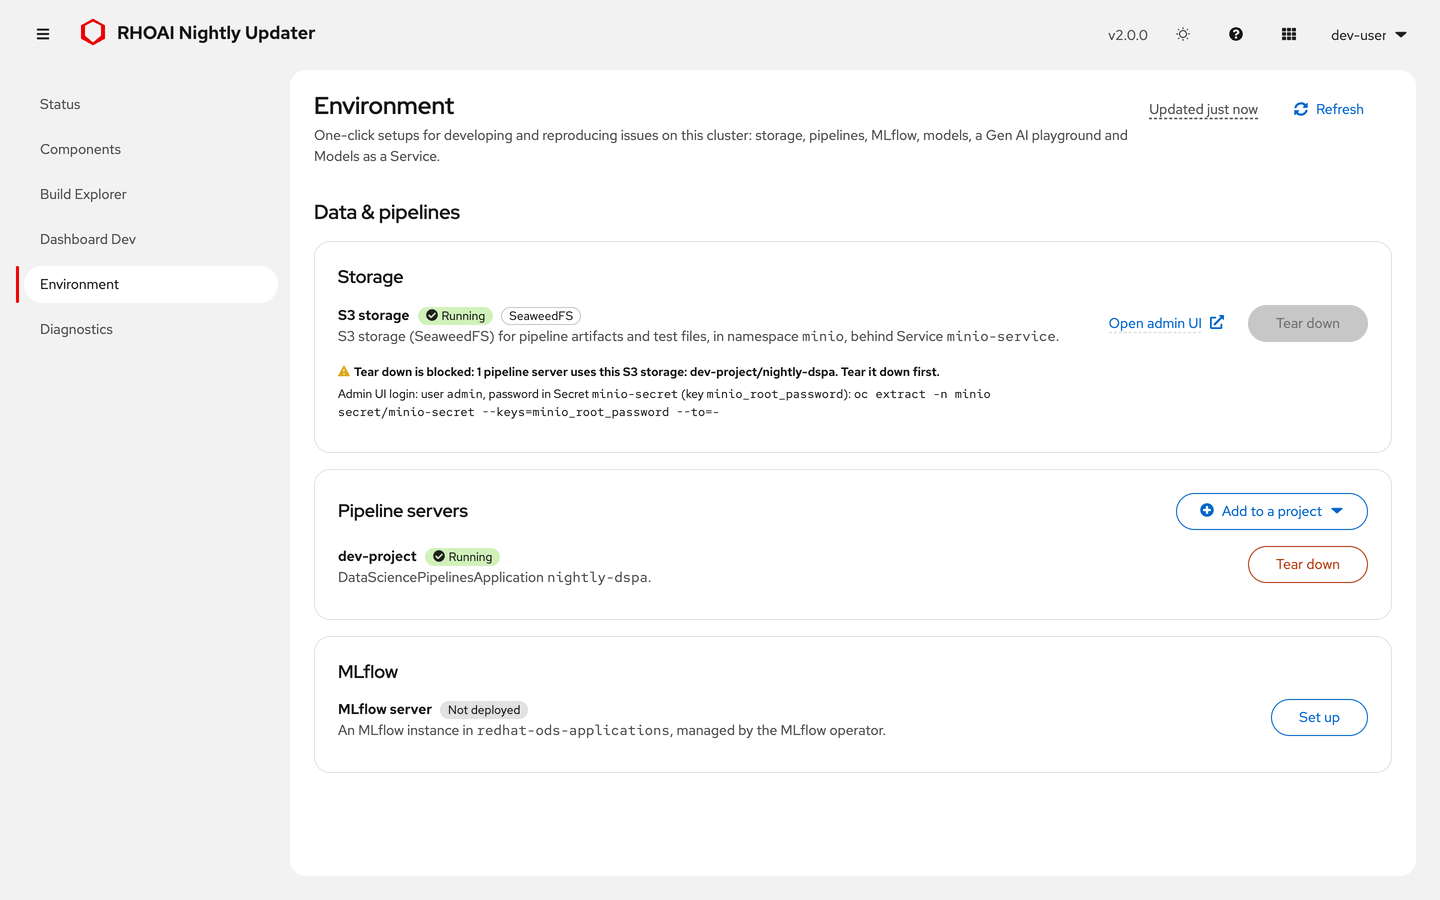 RHOAI Nightly Updater
v2.0.0
dev-user
Status
Components
Build Explorer
Dashboard Dev
Environment
Diagnostics
Environment
Updated just now
Refresh
One-click setups for developing and reproducing issues on this cluster: storage, pipelines, MLflow, models, a Gen AI playground and
Models as a Service.
Data & pipelines
Storage
S3 storage Running SeaweedFS
S3 storage (SeaweedFS) for pipeline artifacts and test files, in namespace minio, behind Service minio-service.
Open admin UI
Tear down
Tear down is blocked: 1 pipeline server uses this S3 storage: dev-project/nightly-dspa. Tear it down first.
Admin UI login: user admin, password in Secret minio-secret (key minio_root_password): oc extract -n minio
secret/minio-secret --keys=minio_root_password --to=-
Pipeline servers
Add to a project
dev-project Running
DataSciencePipelinesApplication nightly-dspa.
Tear down
MLflow
MLflow server Not deployed
An MLflow instance in redhat-ods-applications, managed by the MLflow operator.
Set up